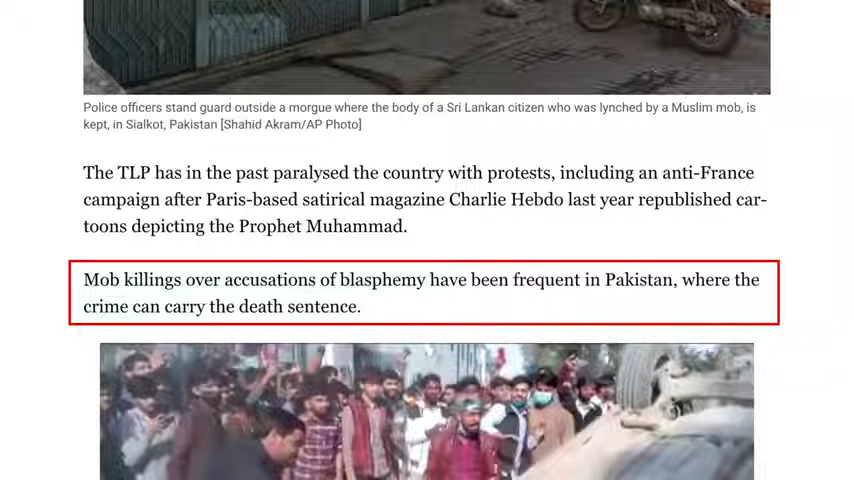 Police officers stand guard outside a morgue where the body of a Sri Lankan citizen who was lynched by a Muslim mob, is
kept, in Sialkot, Pakistan [Shahid Akram/AP Photo]
The TLP has in the past paralysed the country with protests, including an anti-France
campaign after Paris-based satirical magazine Charlie Hebdo last year republished car-
toons depicting the Prophet Muhammad.
Mob killings over accusations of blasphemy have been frequent in Pakistan, where the
crime can carry the death sentence.